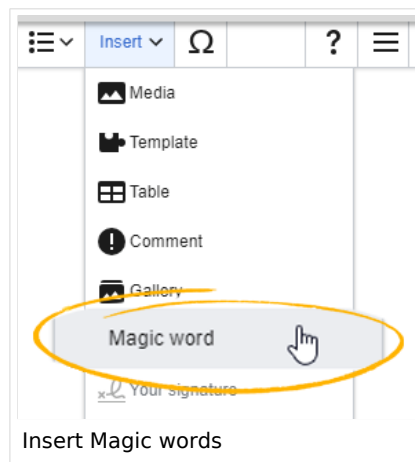 Insert Ω ?
Media
Template
Table
Comment
Gallery
Magic word
Your signature
Insert Magic words